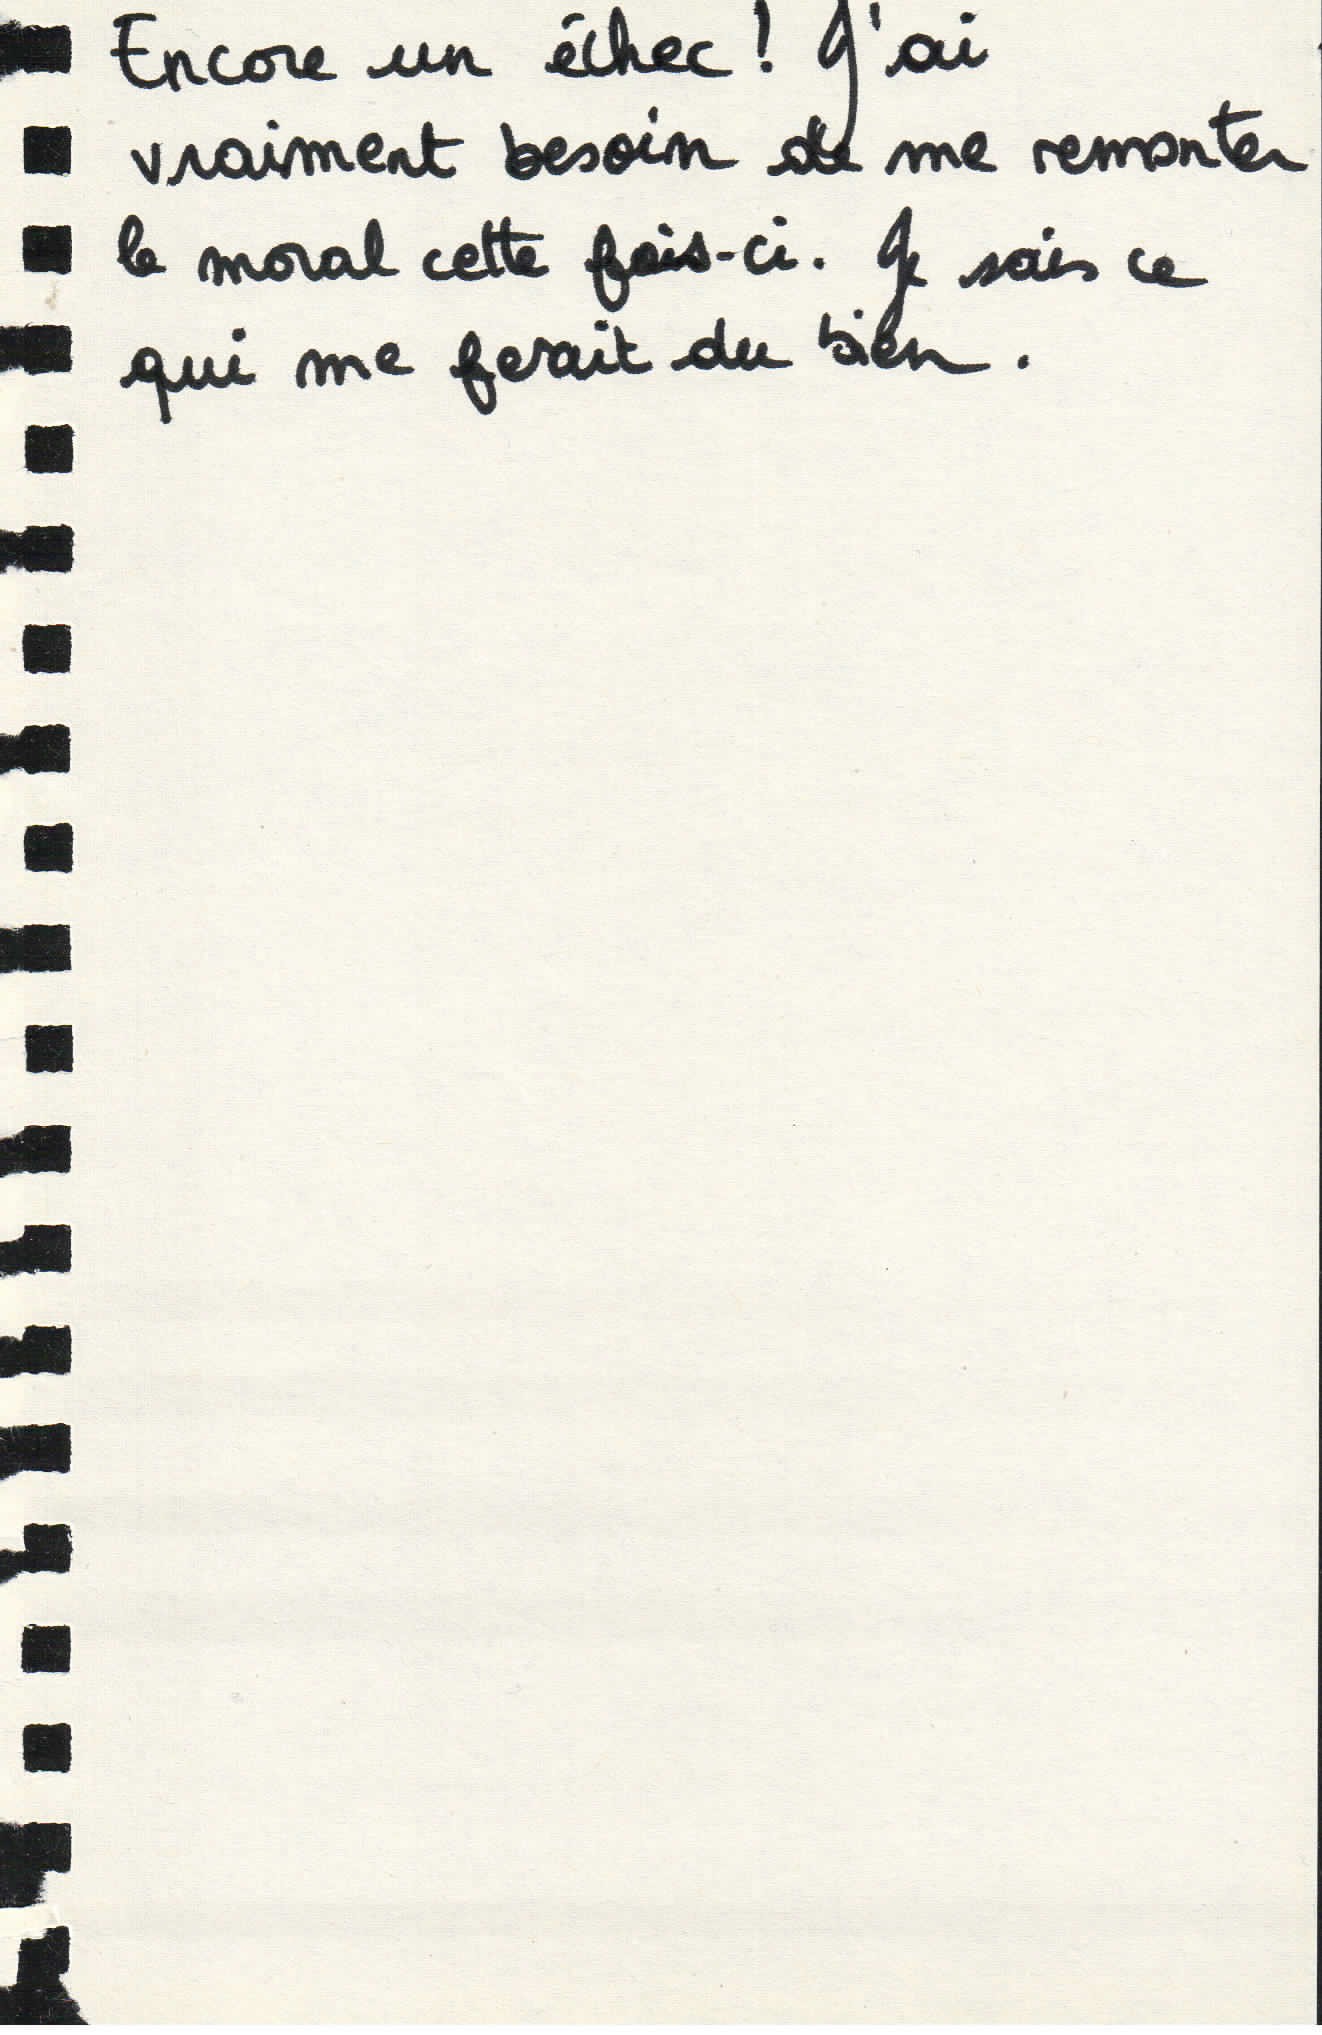 Encore un échec ! J'ai
vraiment besoin de me remonter
le moral cette fois-ci. Je sais ce
qui me ferait du bien.